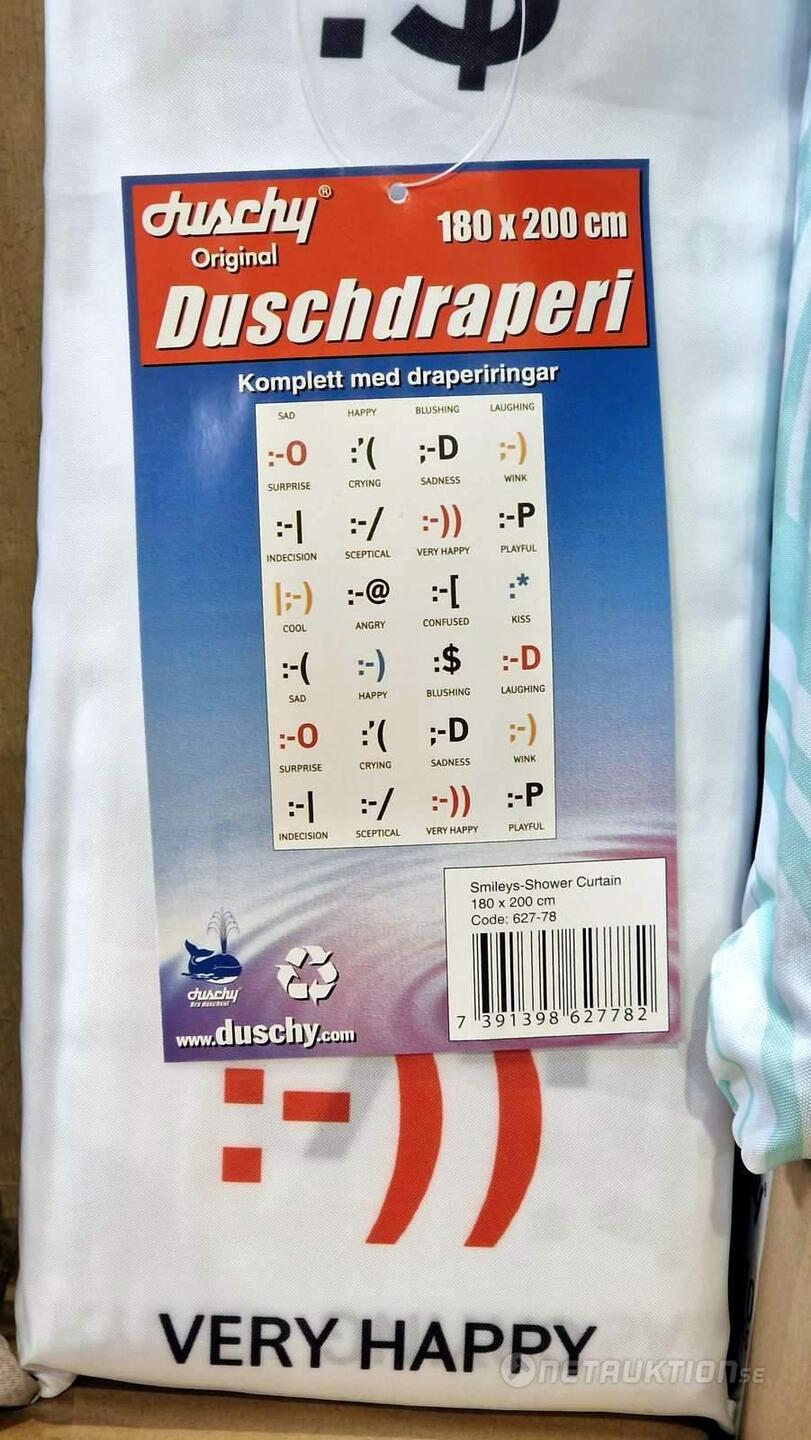 :$
duschy®
Original
180 x 200 cm
Duschdraperi
Komplett med draperiringar
SAD HAPPY BLUSHING LAUGHING
:-O :'( ;-D ;-)
SURPRISE CRYING SADNESS WINK
:-| :-/ :-)) :-P
INDECISION SCEPTICAL VERY HAPPY PLAYFUL
|;-) :-@ :-[ :*
COOL ANGRY CONFUSED KISS
:-( :-) :$ :-D
SAD HAPPY BLUSHING LAUGHING
:-O :'( ;-D ;-)
SURPRISE CRYING SADNESS WINK
:-| :-/ :-)) :-P
INDECISION SCEPTICAL VERY HAPPY PLAYFUL
Smileys-Shower Curtain
180 x 200 cm
Code: 627-78
7 391398 627782
duschy
Bra duschat
www.duschy.com
:-))
VERY HAPPY
NETAUKTION.SE